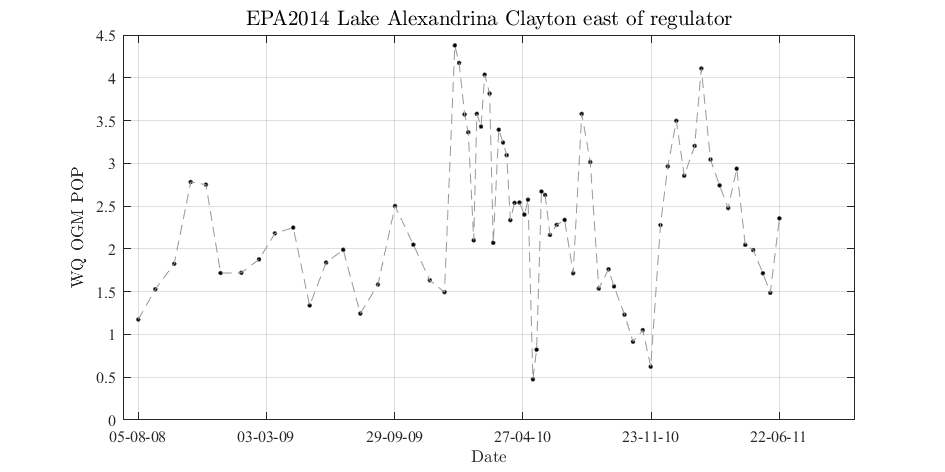 EPA2014 Lake Alexandrina Clayton east of regulator
WQ OGM POP
4.5
4
3.5
3
2.5
2
1.5
1
0.5
0
05-08-08 03-03-09 29-09-09 27-04-10 23-11-10 22-06-11
Date